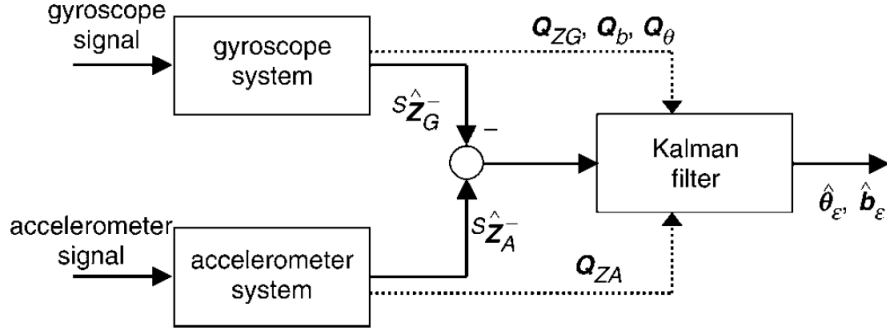 gyroscope
signal
gyroscope
system
Q_ZG, Q_b, Q_θ
^S Ẑ_G^-
−
Kalman
filter
θ̂_ε, b̂_ε
^S Ẑ_A^-
accelerometer
signal
accelerometer
system
Q_ZA